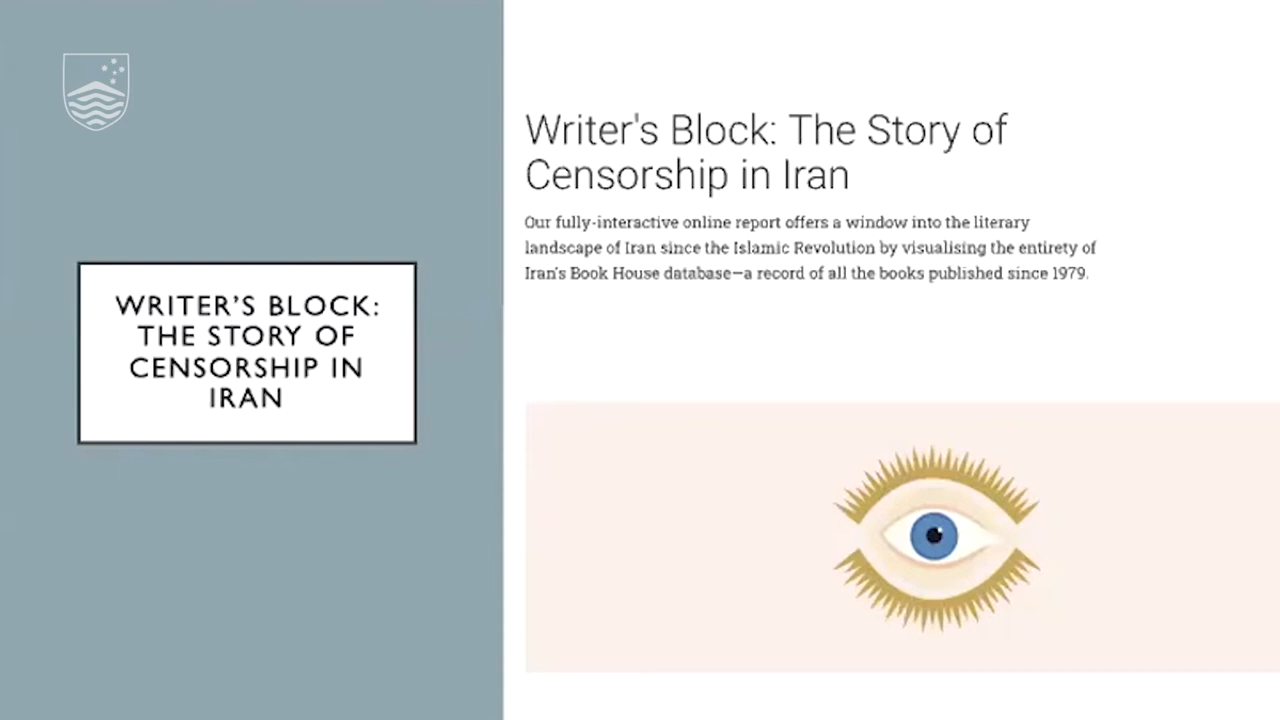 WRITER’S BLOCK:
THE STORY OF
CENSORSHIP IN
IRAN
Writer's Block: The Story of
Censorship in Iran
Our fully-interactive online report offers a window into the literary
landscape of Iran since the Islamic Revolution by visualising the entirety of
Iran's Book House database—a record of all the books published since 1979.